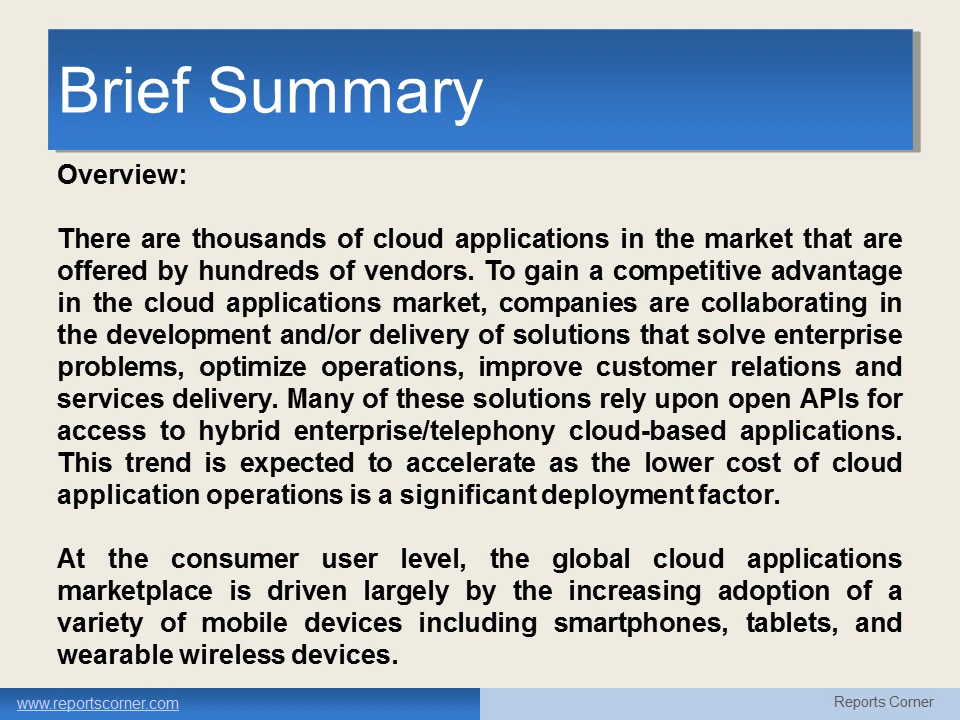 Brief Summary
Overview:
There are thousands of cloud applications in the market that are
offered by hundreds of vendors. To gain a competitive advantage
in the cloud applications market, companies are collaborating in
the development and/or delivery of solutions that solve enterprise
problems, optimize operations, improve customer relations and
services delivery. Many of these solutions rely upon open APIs for
access to hybrid enterprise/telephony cloud-based applications.
This trend is expected to accelerate as the lower cost of cloud
application operations is a significant deployment factor.
At the consumer user level, the global cloud applications
marketplace is driven largely by the increasing adoption of a
variety of mobile devices including smartphones, tablets, and
wearable wireless devices.
www.reportscorner.com
Reports Corner